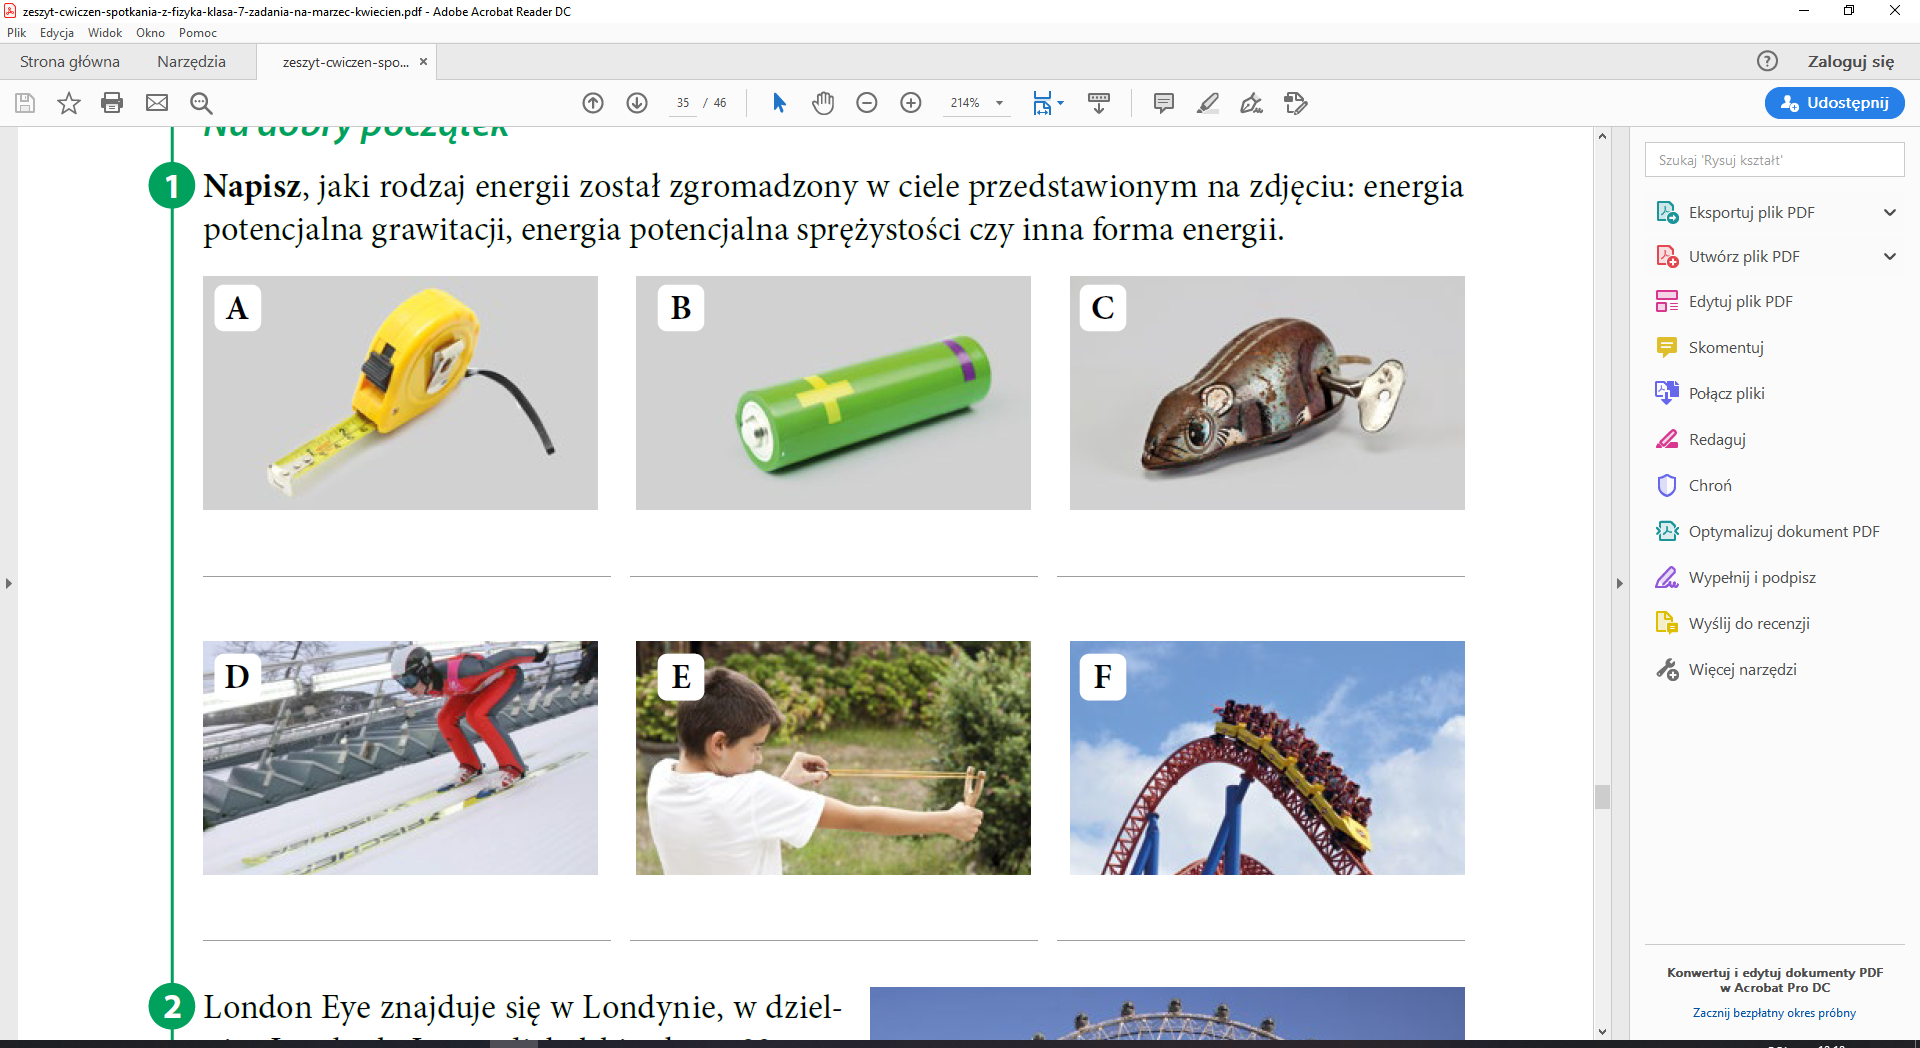 zeszyt-cwiczen-spotkania-z-fizyka-klasa-7-zadania-na-marzec-kwiecien.pdf - Adobe Acrobat Reader DC
Plik Edycja Widok Okno Pomoc
Strona główna Narzędzia zeszyt-cwiczen-spo... Zaloguj się
35 / 46 214% Udostępnij
Na dobry początek
1 Napisz, jaki rodzaj energii został zgromadzony w ciele przedstawionym na zdjęciu: energia
potencjalna grawitacji, energia potencjalna sprężystości czy inna forma energii.
A B C
D E F
2 London Eye znajduje się w Londynie, w dziel-
Szukaj 'Rysuj kształt'
Eksportuj plik PDF
Utwórz plik PDF
Edytuj plik PDF
Skomentuj
Połącz pliki
Redaguj
Chroń
Optymalizuj dokument PDF
Wypełnij i podpisz
Wyślij do recenzji
Więcej narzędzi
Konwertuj i edytuj dokumenty PDF
w Acrobat Pro DC
Zacznij bezpłatny okres próbny